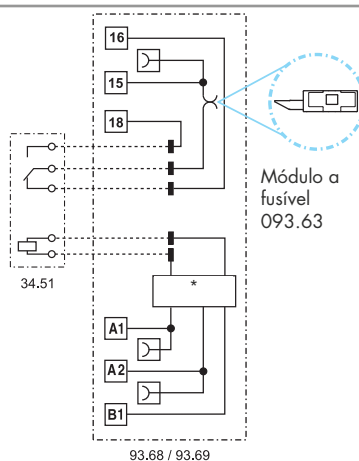 16
15
18
Módulo a
fusível
093.63
34.51
*
A1
A2
B1
93.68 / 93.69